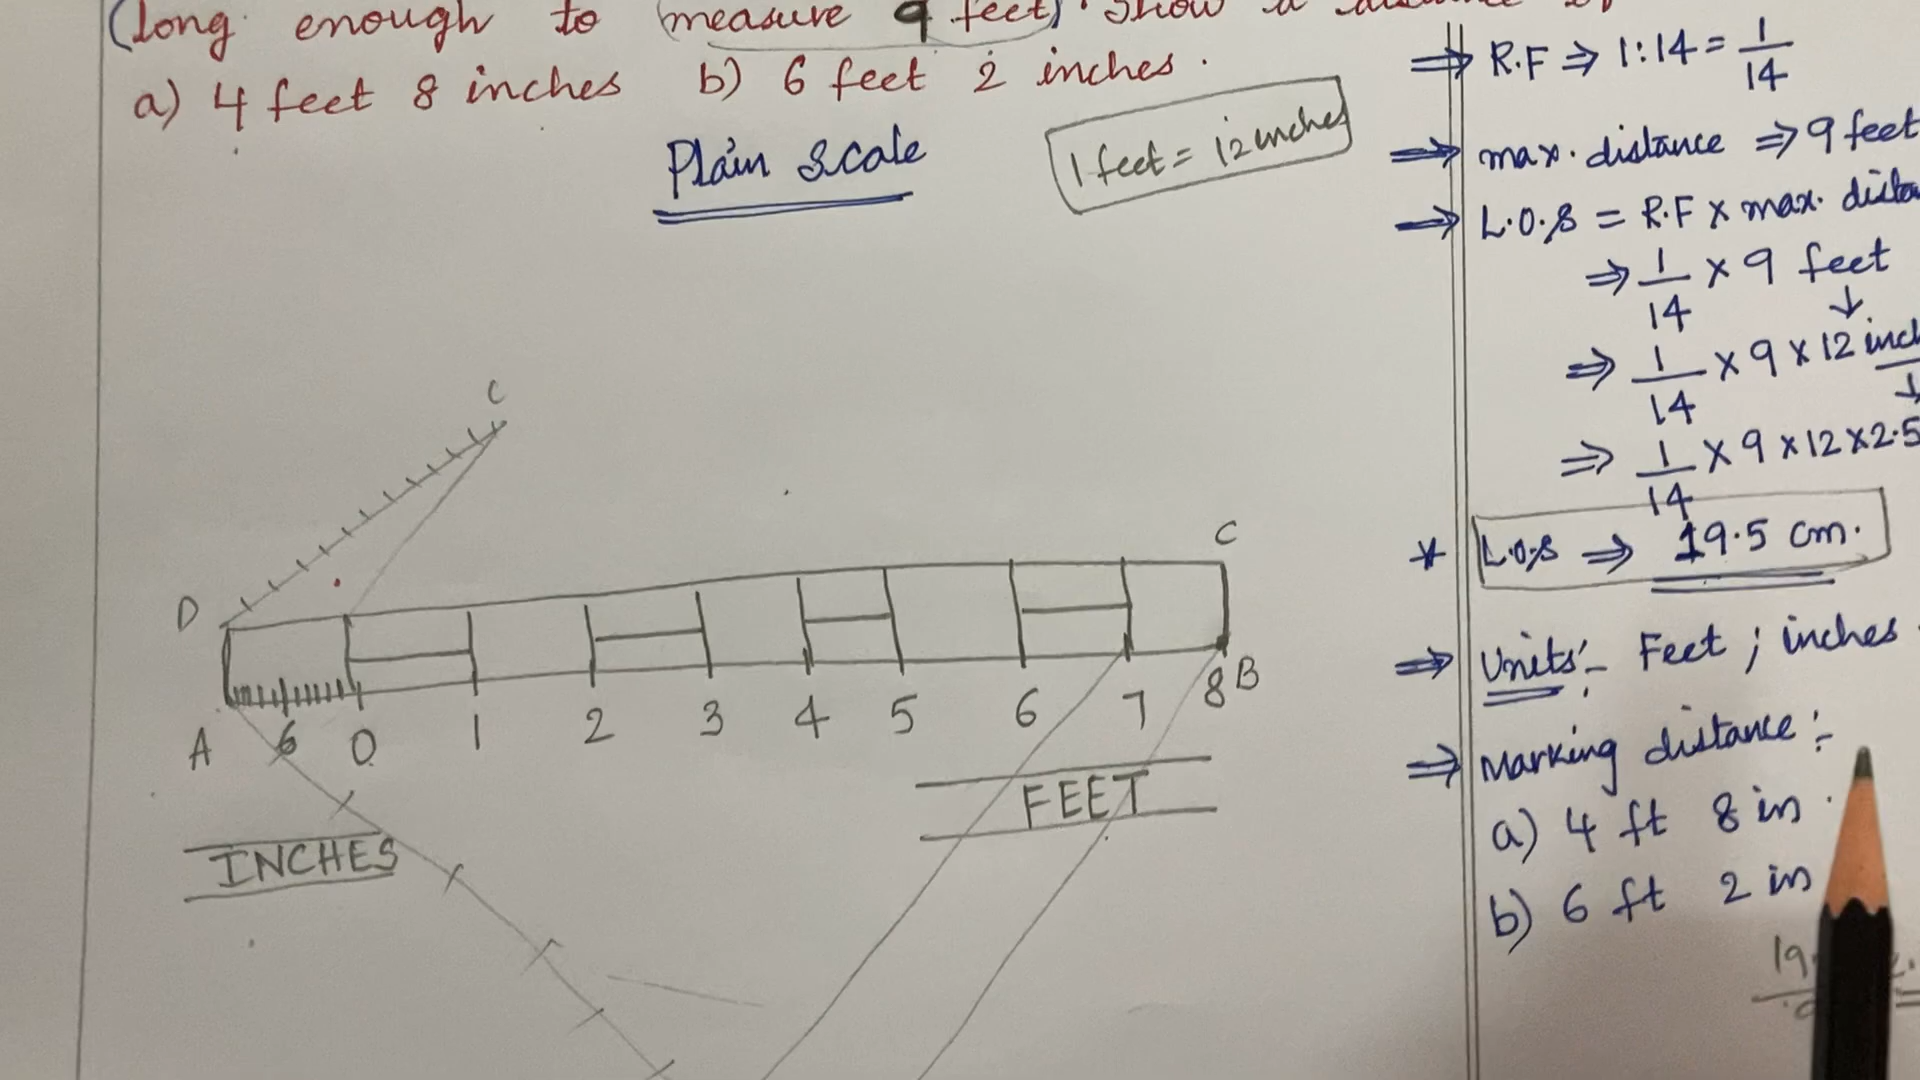 (long enough to (measure 9 feet).
a) 4 feet 8 inches b) 6 feet 2 inches.
Plain Scale
1 feet = 12 inches
C
D
C
A 6 0 1 2 3 4 5 6 7 8 B
INCHES
FEET
⇒ R.F ⇒ 1:14 = 1/14
⇒ max. distance ⇒ 9 feet
⇒ L.O.S = R.F × max.
⇒ 1/14 × 9 feet
↓
⇒ 1/14 × 9 × 12
↓
⇒ 1/14 × 9 × 12 × 2.5
* L.O.S ⇒ 19.5 cm.
⇒ Units:- Feet ; inches
⇒ Marking distance :-
a) 4 ft 8 in
b) 6 ft 2 in